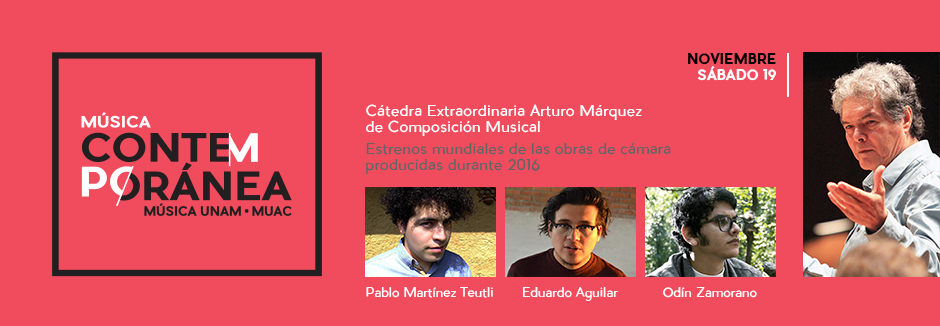 MÚSICA
CONTEM
PORÁNEA
MÚSICA UNAM • MUAC
NOVIEMBRE
SÁBADO 19
Cátedra Extraordinaria Arturo Márquez
de Composición Musical
Estrenos mundiales de las obras de cámara
producidas durante 2016
Pablo Martínez Teutli
Eduardo Aguilar
Odín Zamorano